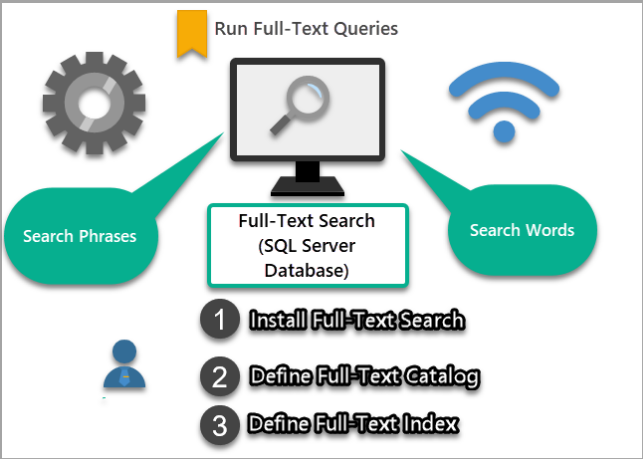 Run Full-Text Queries
Search Phrases
Full-Text Search
(SQL Server
Database)
Search Words
1 Install Full-Text Search
2 Define Full-Text Catalog
3 Define Full-Text Index